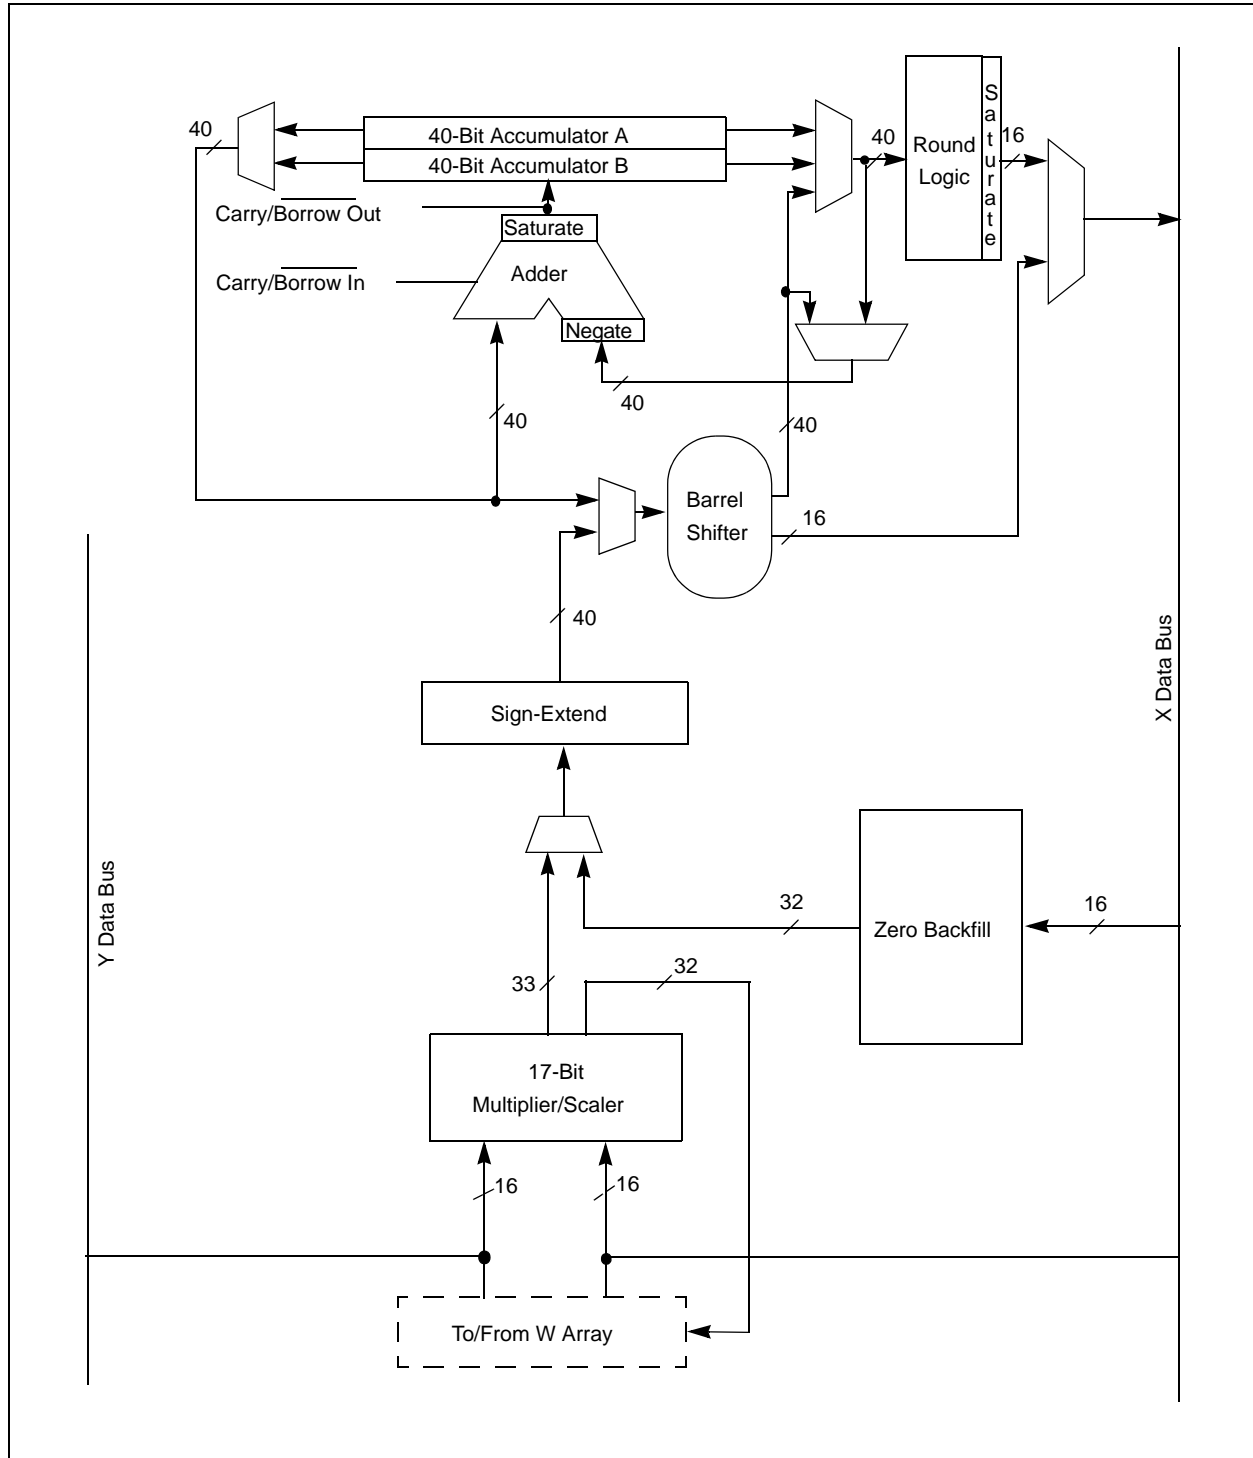 40
40-Bit Accumulator A
40-Bit Accumulator B
40
Round
Logic
Saturate
16
Carry/Borrow Out
Saturate
Carry/Borrow In
Adder
Negate
40
40
40
Barrel
Shifter
16
40
Sign-Extend
X Data Bus
Y Data Bus
32
Zero Backfill
16
33
32
17-Bit
Multiplier/Scaler
16
16
To/From W Array